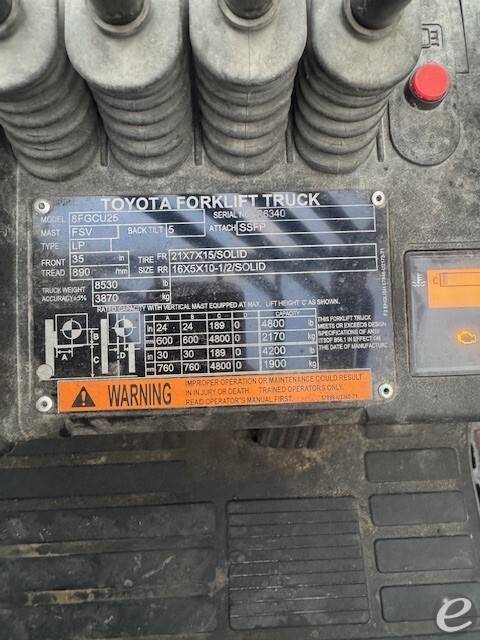 TOYOTA FORKLIFT TRUCK
MODEL 8FGCU25 SERIAL NO. 6340
MAST FSV BACK TILT 5 ATTACH SSFP
TYPE LP
FRONT 35 in TIRE FR 21X7X15/SOLID
TREAD 890 mm SIZE RR 16X5X10-1/2/SOLID
TRUCK WEIGHT 8530 lb
ACCURACY±5% 3870
CAPACITY WITH VERTICAL MAST EQUIPPED AT MAX. LIFT HEIGHT 'C' AS SHOWN.
A B C D CAPACITY
in 24 24 189 0 4800 lb
mm 600 600 4800 0 2170 kg
in 30 30 189 0 4200 lb
mm 760 760 4800 0 1900 kg
THIS FORKLIFT TRUCK
MEETS OR EXCEEDS DESIGN
SPECIFICATIONS OF ANSI
B56.1 IN EFFECT ON
THE DATE OF MANUFACTURE.
A B C D
WARNING
IMPROPER OPERATION OR MAINTENANCE COULD RESULT
IN INJURY OR DEATH. TRAINED OPERATORS ONLY.
READ OPERATOR'S MANUAL FIRST.
C
e